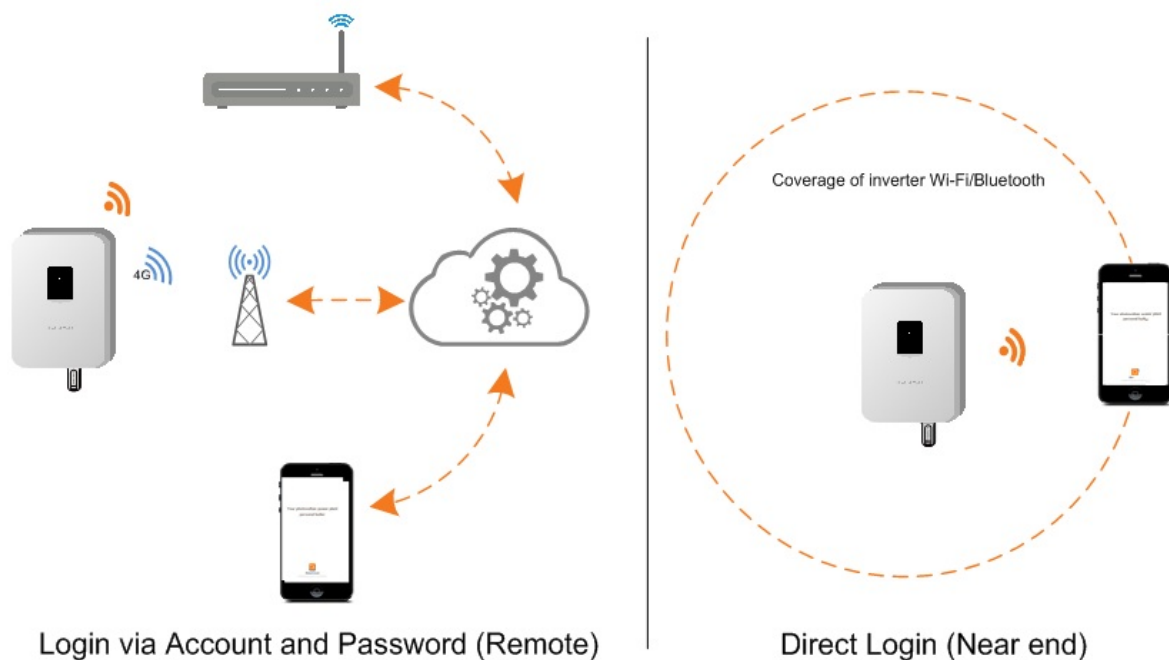 4G
Login via Account and Password (Remote)
Coverage of inverter Wi-Fi/Bluetooth
Direct Login (Near end)